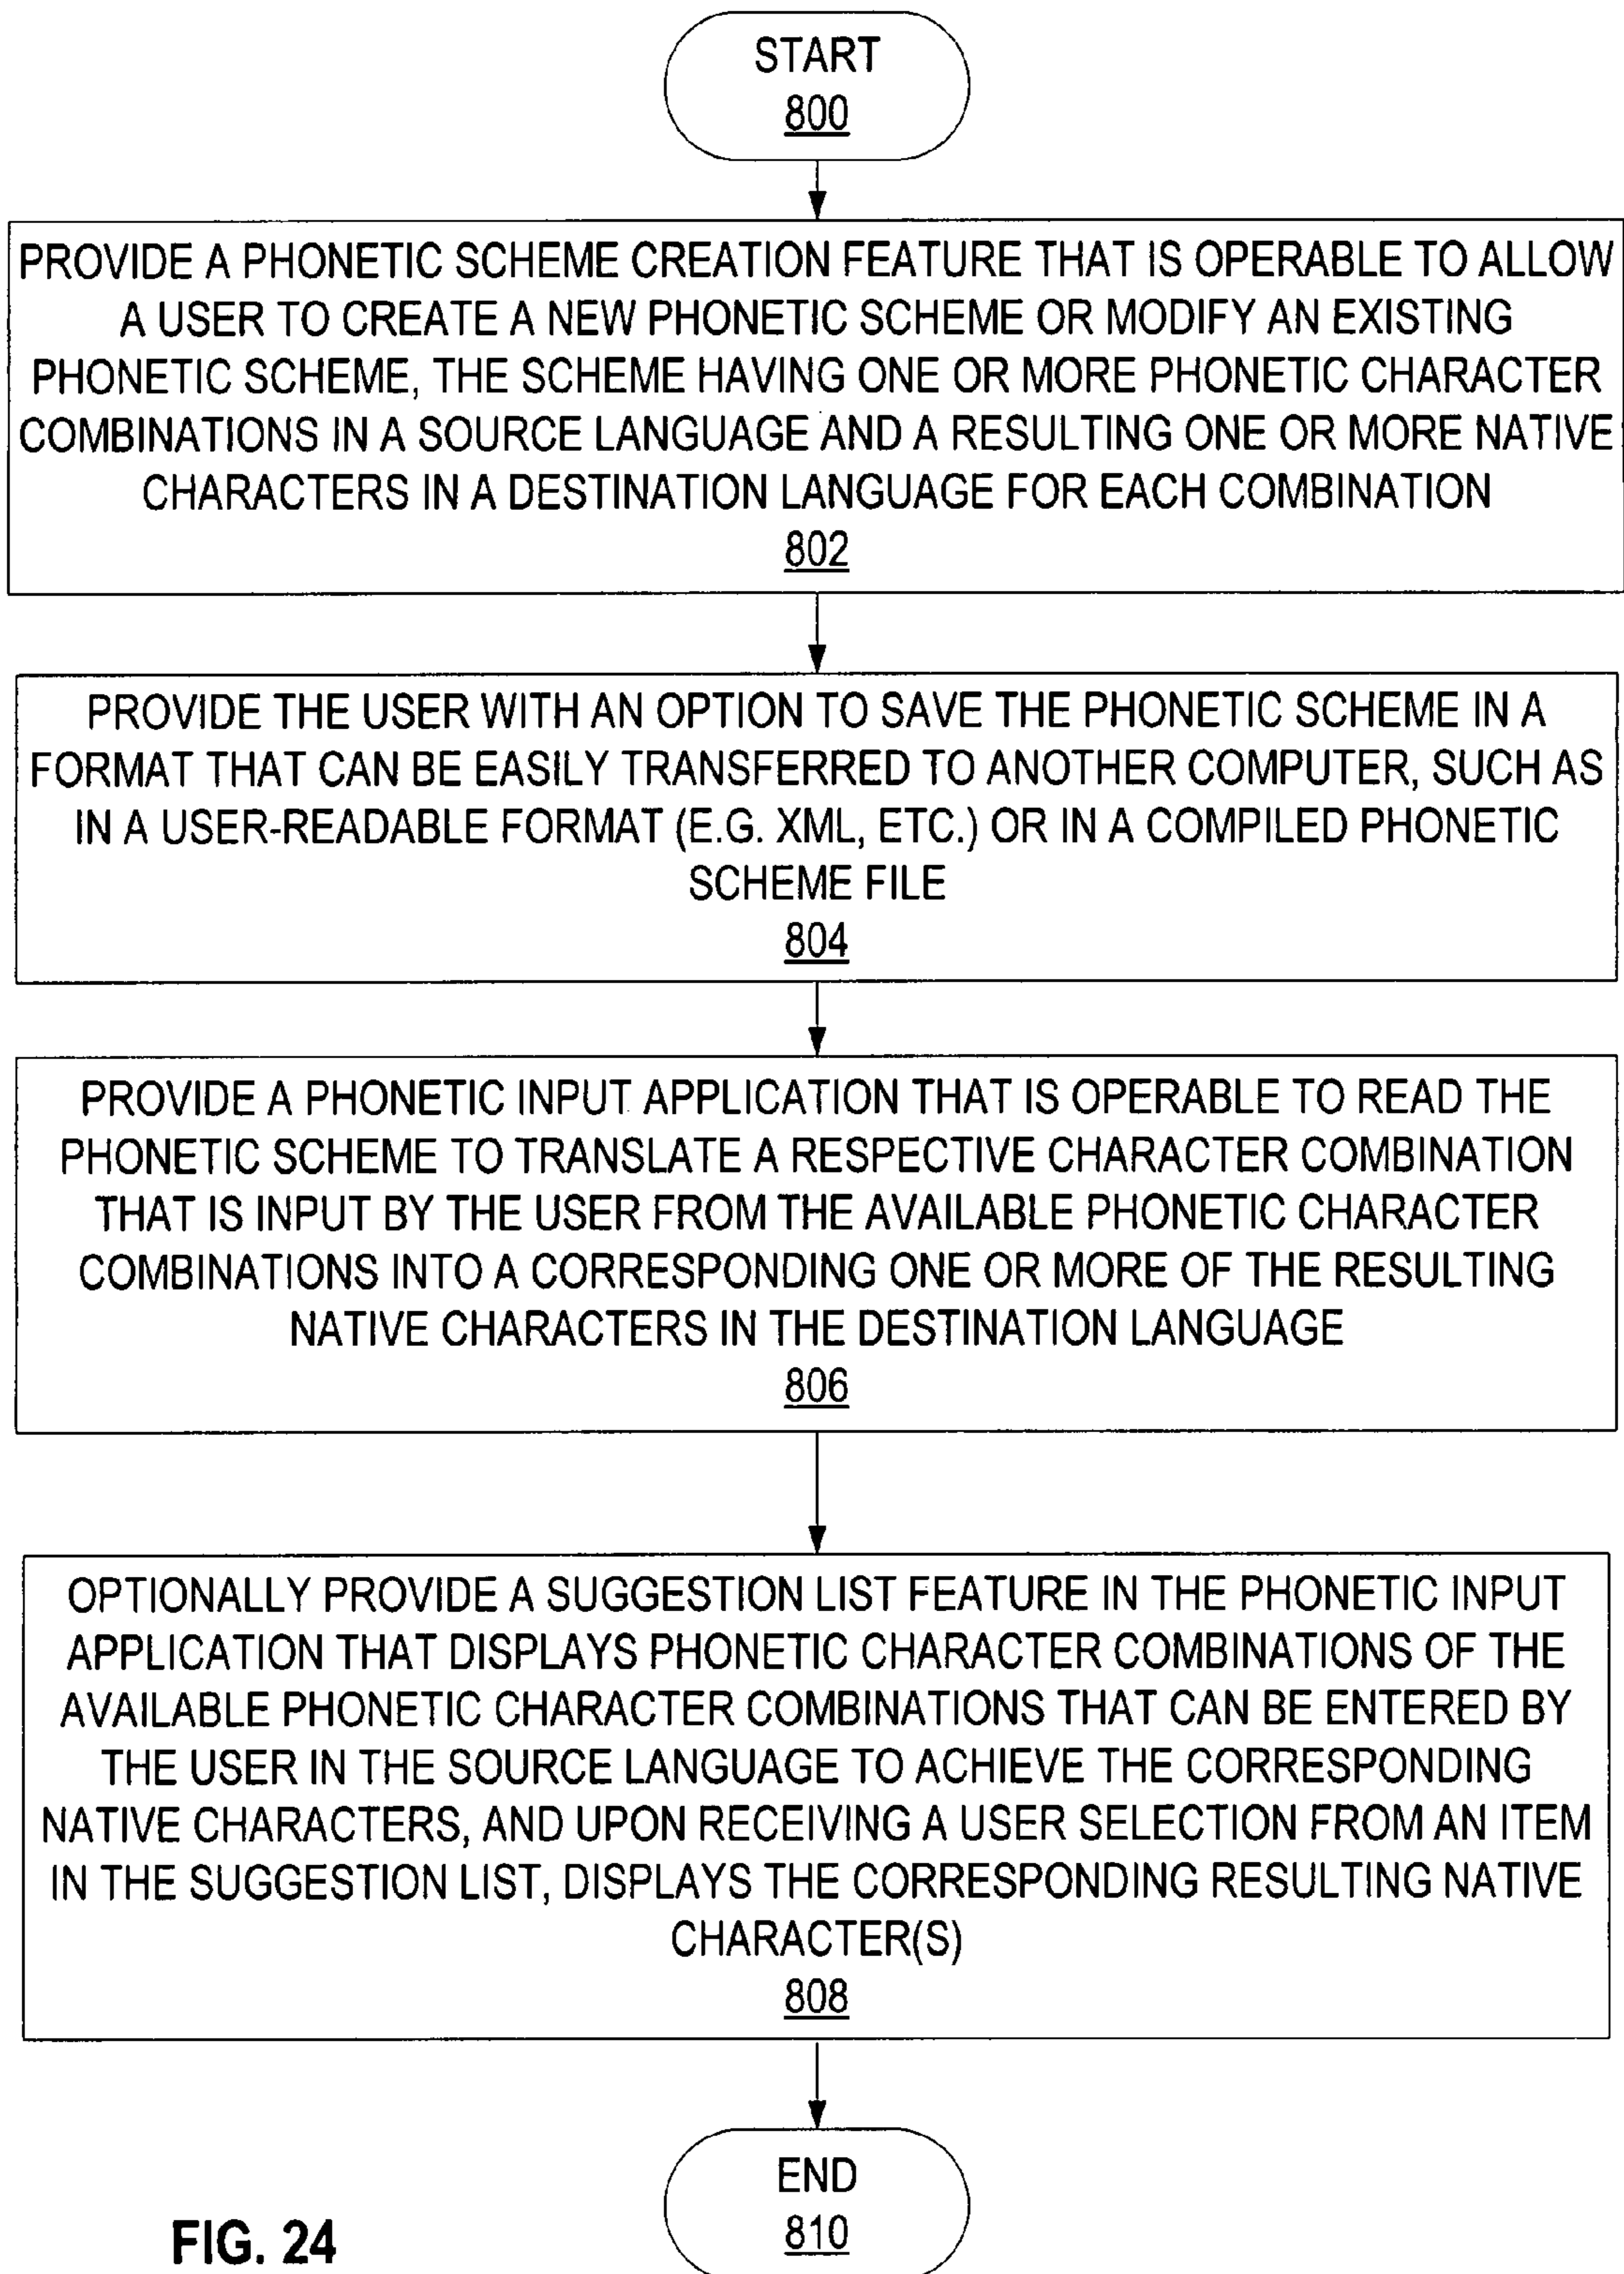 START
800
PROVIDE A PHONETIC SCHEME CREATION FEATURE THAT IS OPERABLE TO ALLOW
A USER TO CREATE A NEW PHONETIC SCHEME OR MODIFY AN EXISTING
PHONETIC SCHEME, THE SCHEME HAVING ONE OR MORE PHONETIC CHARACTER
COMBINATIONS IN A SOURCE LANGUAGE AND A RESULTING ONE OR MORE NATIVE
CHARACTERS IN A DESTINATION LANGUAGE FOR EACH COMBINATION
802
PROVIDE THE USER WITH AN OPTION TO SAVE THE PHONETIC SCHEME IN A
FORMAT THAT CAN BE EASILY TRANSFERRED TO ANOTHER COMPUTER, SUCH AS
IN A USER-READABLE FORMAT (E.G. XML, ETC.) OR IN A COMPILED PHONETIC
SCHEME FILE
804
PROVIDE A PHONETIC INPUT APPLICATION THAT IS OPERABLE TO READ THE
PHONETIC SCHEME TO TRANSLATE A RESPECTIVE CHARACTER COMBINATION
THAT IS INPUT BY THE USER FROM THE AVAILABLE PHONETIC CHARACTER
COMBINATIONS INTO A CORRESPONDING ONE OR MORE OF THE RESULTING
NATIVE CHARACTERS IN THE DESTINATION LANGUAGE
806
OPTIONALLY PROVIDE A SUGGESTION LIST FEATURE IN THE PHONETIC INPUT
APPLICATION THAT DISPLAYS PHONETIC CHARACTER COMBINATIONS OF THE
AVAILABLE PHONETIC CHARACTER COMBINATIONS THAT CAN BE ENTERED BY
THE USER IN THE SOURCE LANGUAGE TO ACHIEVE THE CORRESPONDING
NATIVE CHARACTERS, AND UPON RECEIVING A USER SELECTION FROM AN ITEM
IN THE SUGGESTION LIST, DISPLAYS THE CORRESPONDING RESULTING NATIVE
CHARACTER(S)
808
END
810
FIG. 24